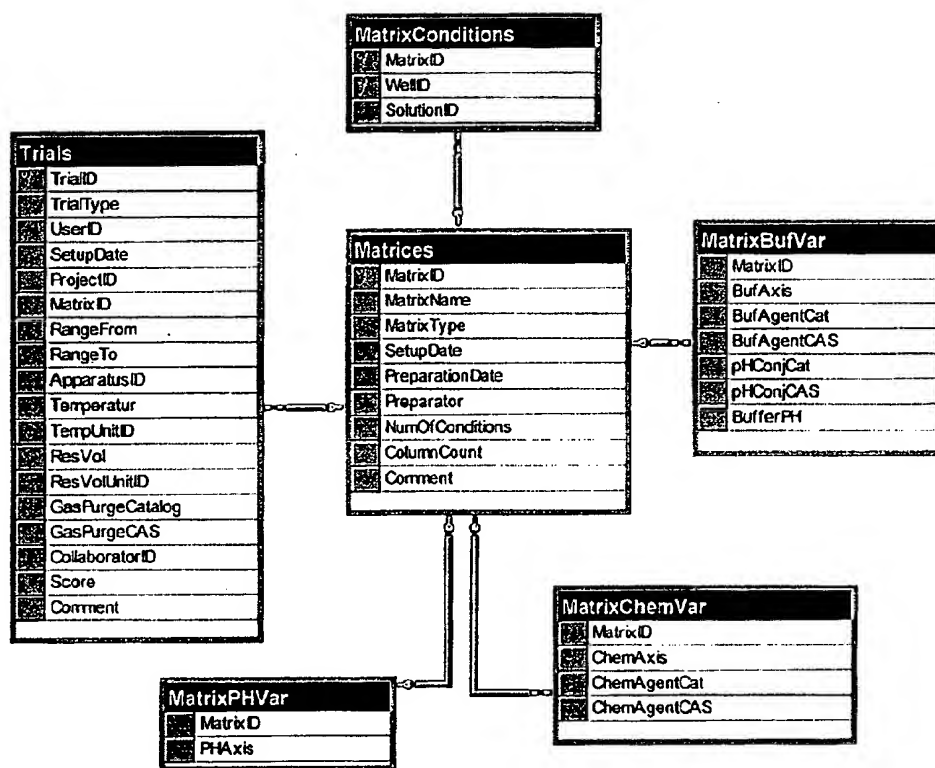 MatrixConditions
MatrixID
WellID
SolutionID
Trials
TrialID
TrialType
UserID
SetupDate
ProjectID
MatrixID
RangeFrom
RangeTo
ApparatusID
Temperatur
TempUnitID
ResVol
ResVolUnitID
GasPurgeCatalog
GasPurgeCAS
CollaboratorID
Score
Comment
Matrices
MatrixID
MatrixName
MatrixType
SetupDate
PreparationDate
Preparator
NumOfConditions
ColumnCount
Comment
MatrixBufVar
MatrixID
BufAxis
BufAgentCat
BufAgentCAS
pHConjCat
pHConjCAS
BufferPH
MatrixChemVar
MatrixID
ChemAxis
ChemAgentCat
ChemAgentCAS
MatrixPHVar
MatrixID
PHAxis